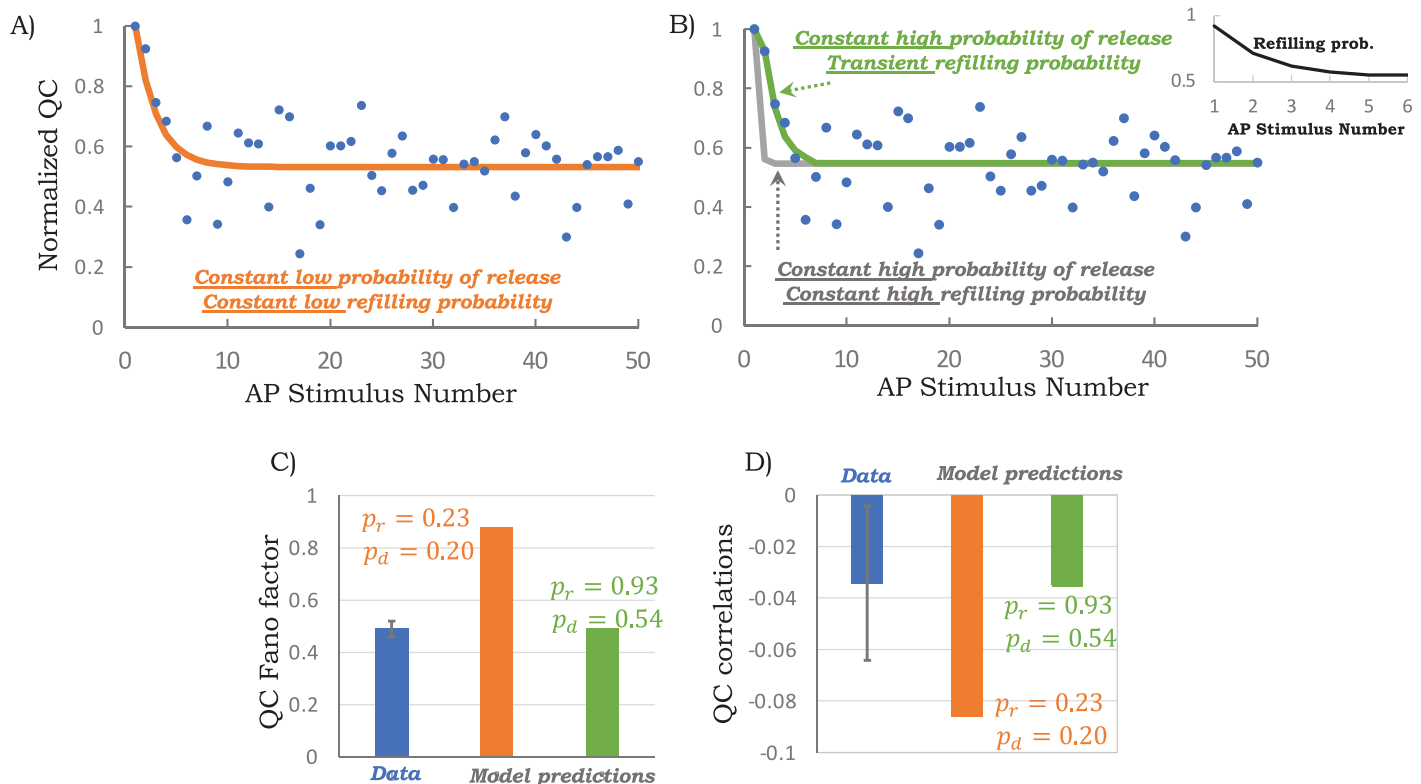 A)
1
0.8
0.6
0.4
0.2
0
Normalized QC
Constant low probability of release
Constant low refilling probability
0 10 20 30 40 50
AP Stimulus Number
B)
1
0.8
0.6
0.4
0.2
0
Constant high probability of release
Transient refilling probability
Constant high probability of release
Constant high refilling probability
0 10 20 30 40 50
AP Stimulus Number
1
0.5
Refilling prob.
1 2 3 4 5 6
AP Stimulus Number
C)
1
0.8
0.6
0.4
0.2
0
QC Fano factor
p_r = 0.23
p_d = 0.20
p_r = 0.93
p_d = 0.54
Data Model predictions
D)
Data Model predictions
0
-0.02
-0.04
-0.06
-0.08
-0.1
QC correlations
p_r = 0.93
p_d = 0.54
p_r = 0.23
p_d = 0.20